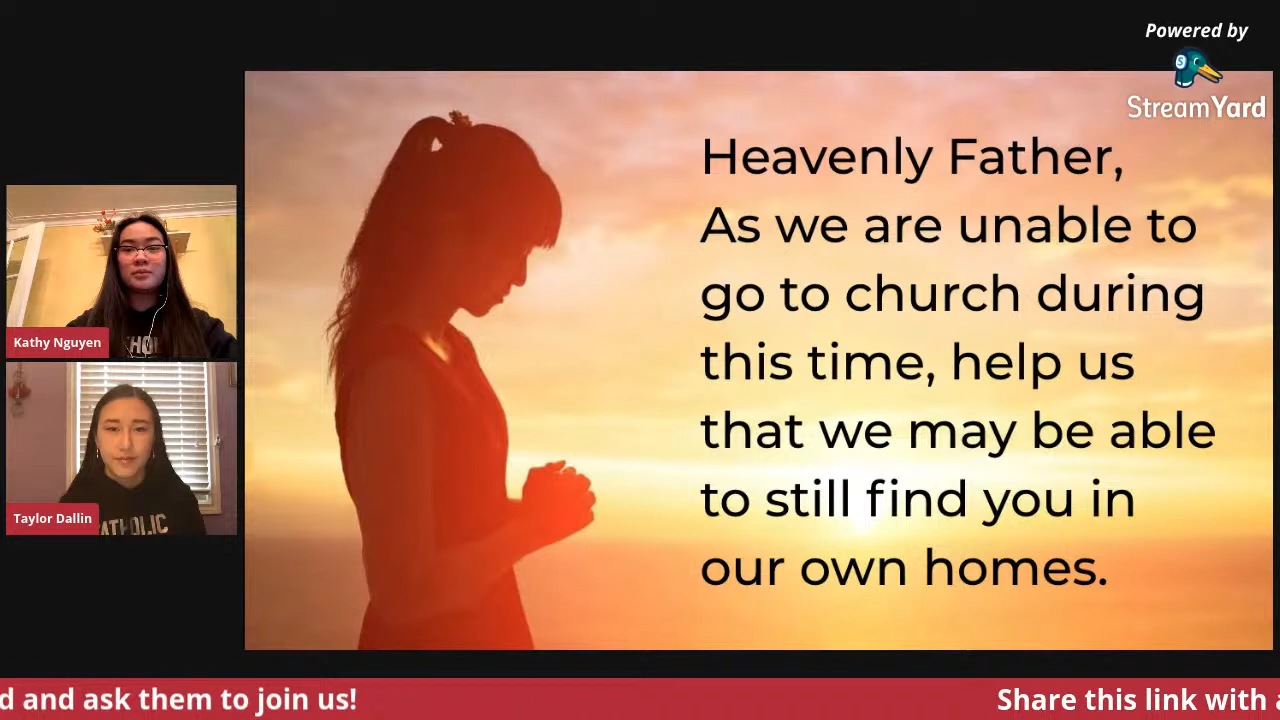 Powered by
StreamYard
Heavenly Father,
As we are unable to
go to church during
this time, help us
that we may be able
to still find you in
our own homes.
Kathy Nguyen
Taylor Dallin
d and ask them to join us!
Share this link with a